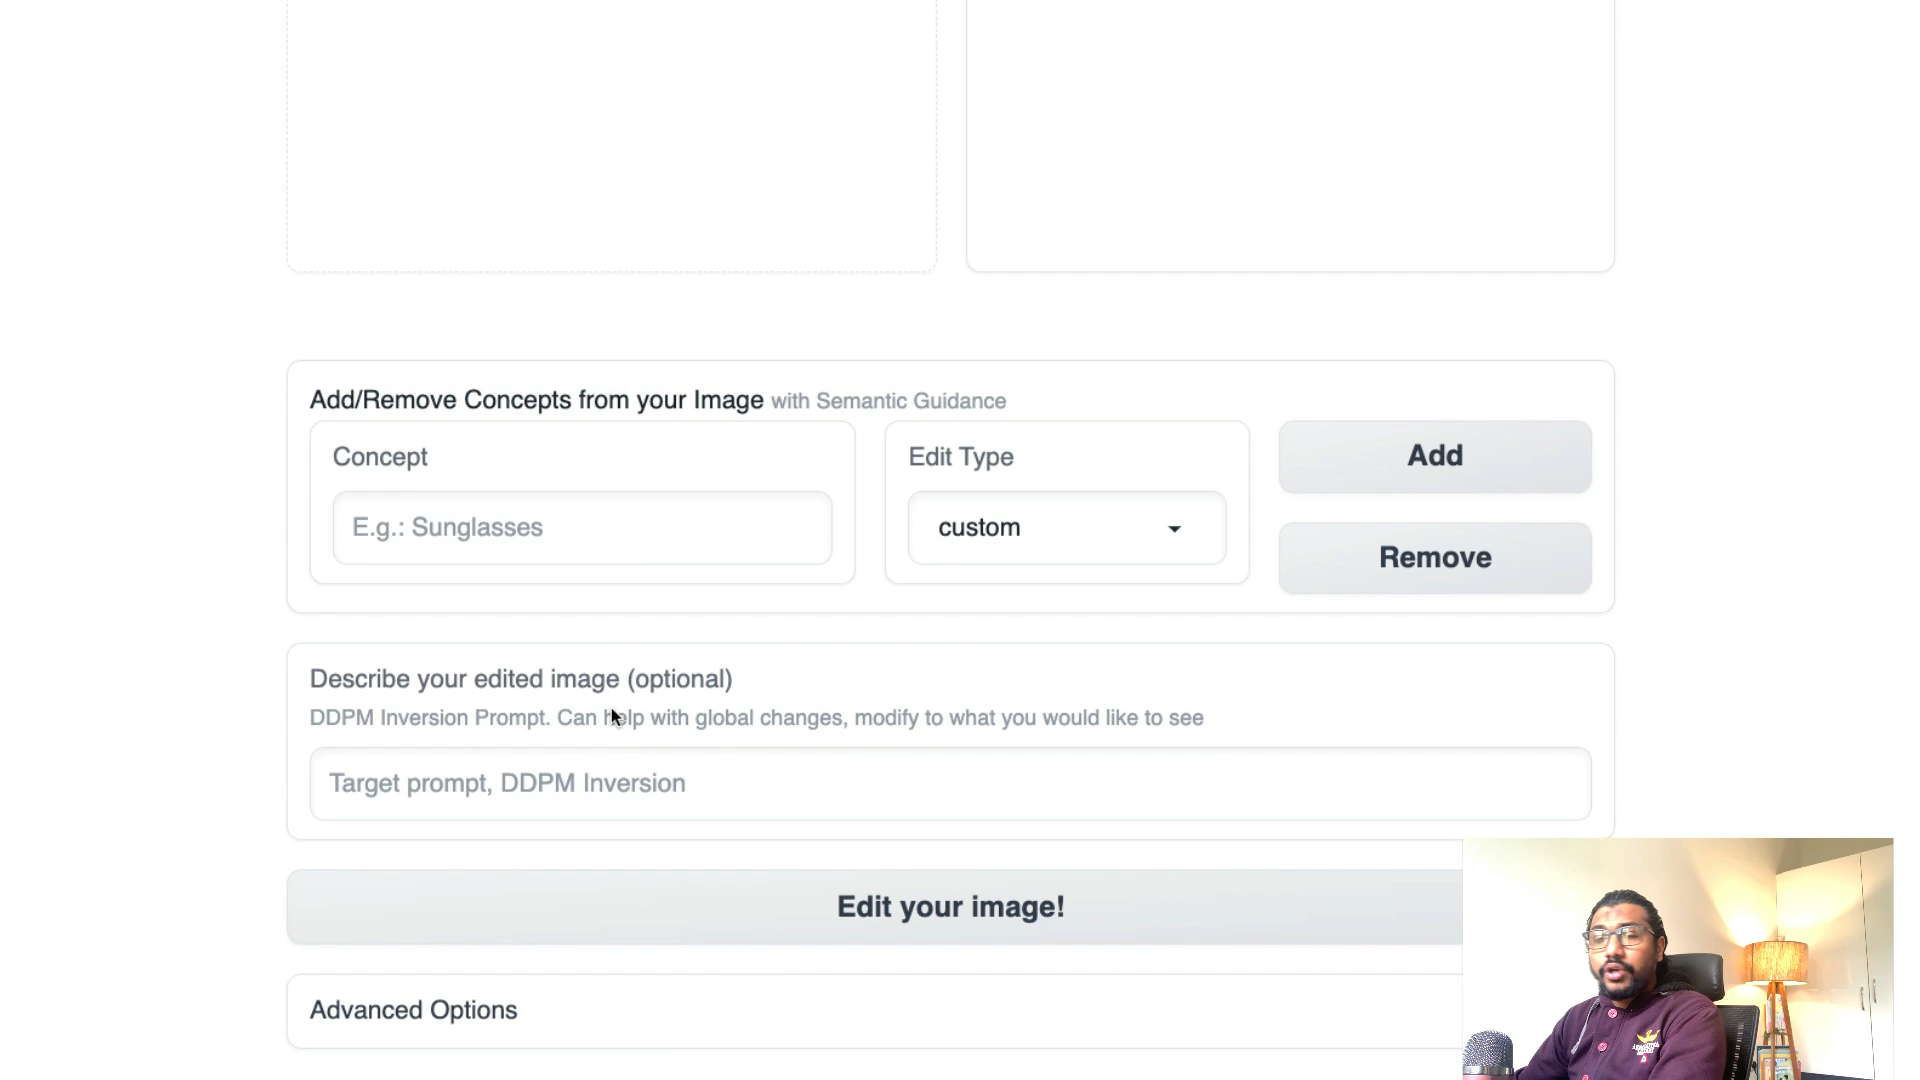 Add/Remove Concepts from your Image with Semantic Guidance
Concept
Edit Type
Add
E.g.: Sunglasses
custom
Remove
Describe your edited image (optional)
DDPM Inversion Prompt. Can help with global changes, modify to what you would like to see
Target prompt, DDPM Inversion
Edit your image!
Advanced Options